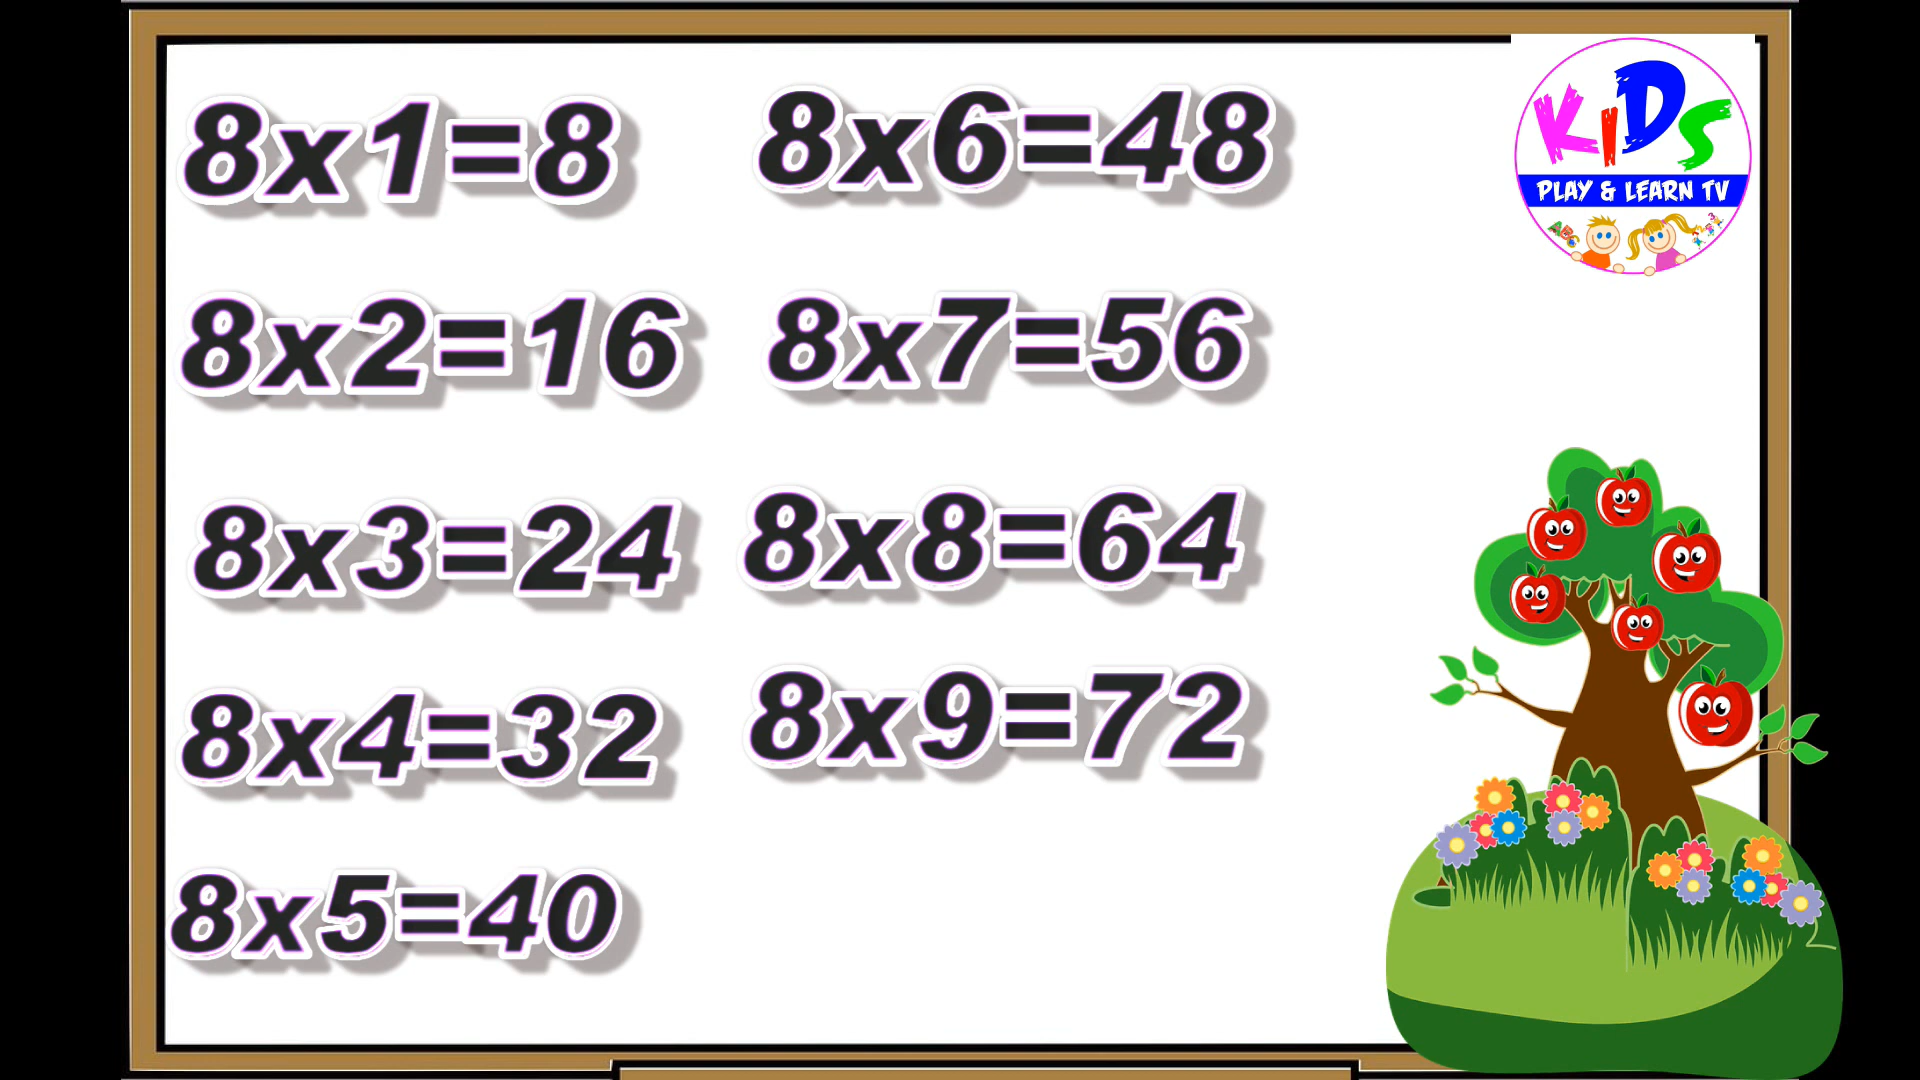 8x1=8
8x2=16
8x3=24
8x4=32
8x5=40
8x6=48
8x7=56
8x8=64
8x9=72
KiDS
PLAY & LEARN TV
ABC